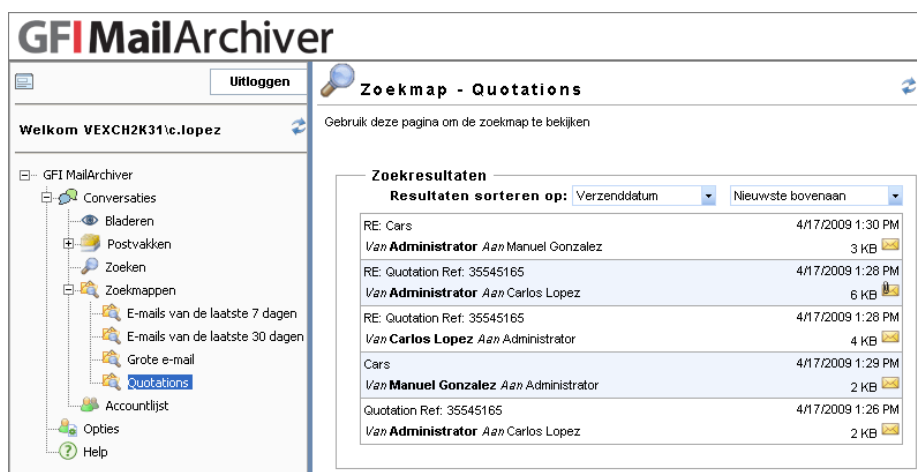 GFI MailArchiver
Uitloggen
Welkom VEXCH2K31\c.lopez
GFI MailArchiver
Conversaties
Bladeren
Postvakken
Zoeken
Zoekmappen
E-mails van de laatste 7 dagen
E-mails van de laatste 30 dagen
Grote e-mail
Quotations
Accountlijst
Opties
Help
Zoekmap - Quotations
Gebruik deze pagina om de zoekmap te bekijken
Zoekresultaten
Resultaten sorteren op: Verzenddatum Nieuwste bovenaan
RE: Cars 4/17/2009 1:30 PM
Van Administrator Aan Manuel Gonzalez 3 KB
RE: Quotation Ref: 35545165 4/17/2009 1:28 PM
Van Administrator Aan Carlos Lopez 6 KB
RE: Quotation Ref: 35545165 4/17/2009 1:28 PM
Van Carlos Lopez Aan Administrator 4 KB
Cars 4/17/2009 1:29 PM
Van Manuel Gonzalez Aan Administrator 2 KB
Quotation Ref: 35545165 4/17/2009 1:26 PM
Van Administrator Aan Carlos Lopez 2 KB